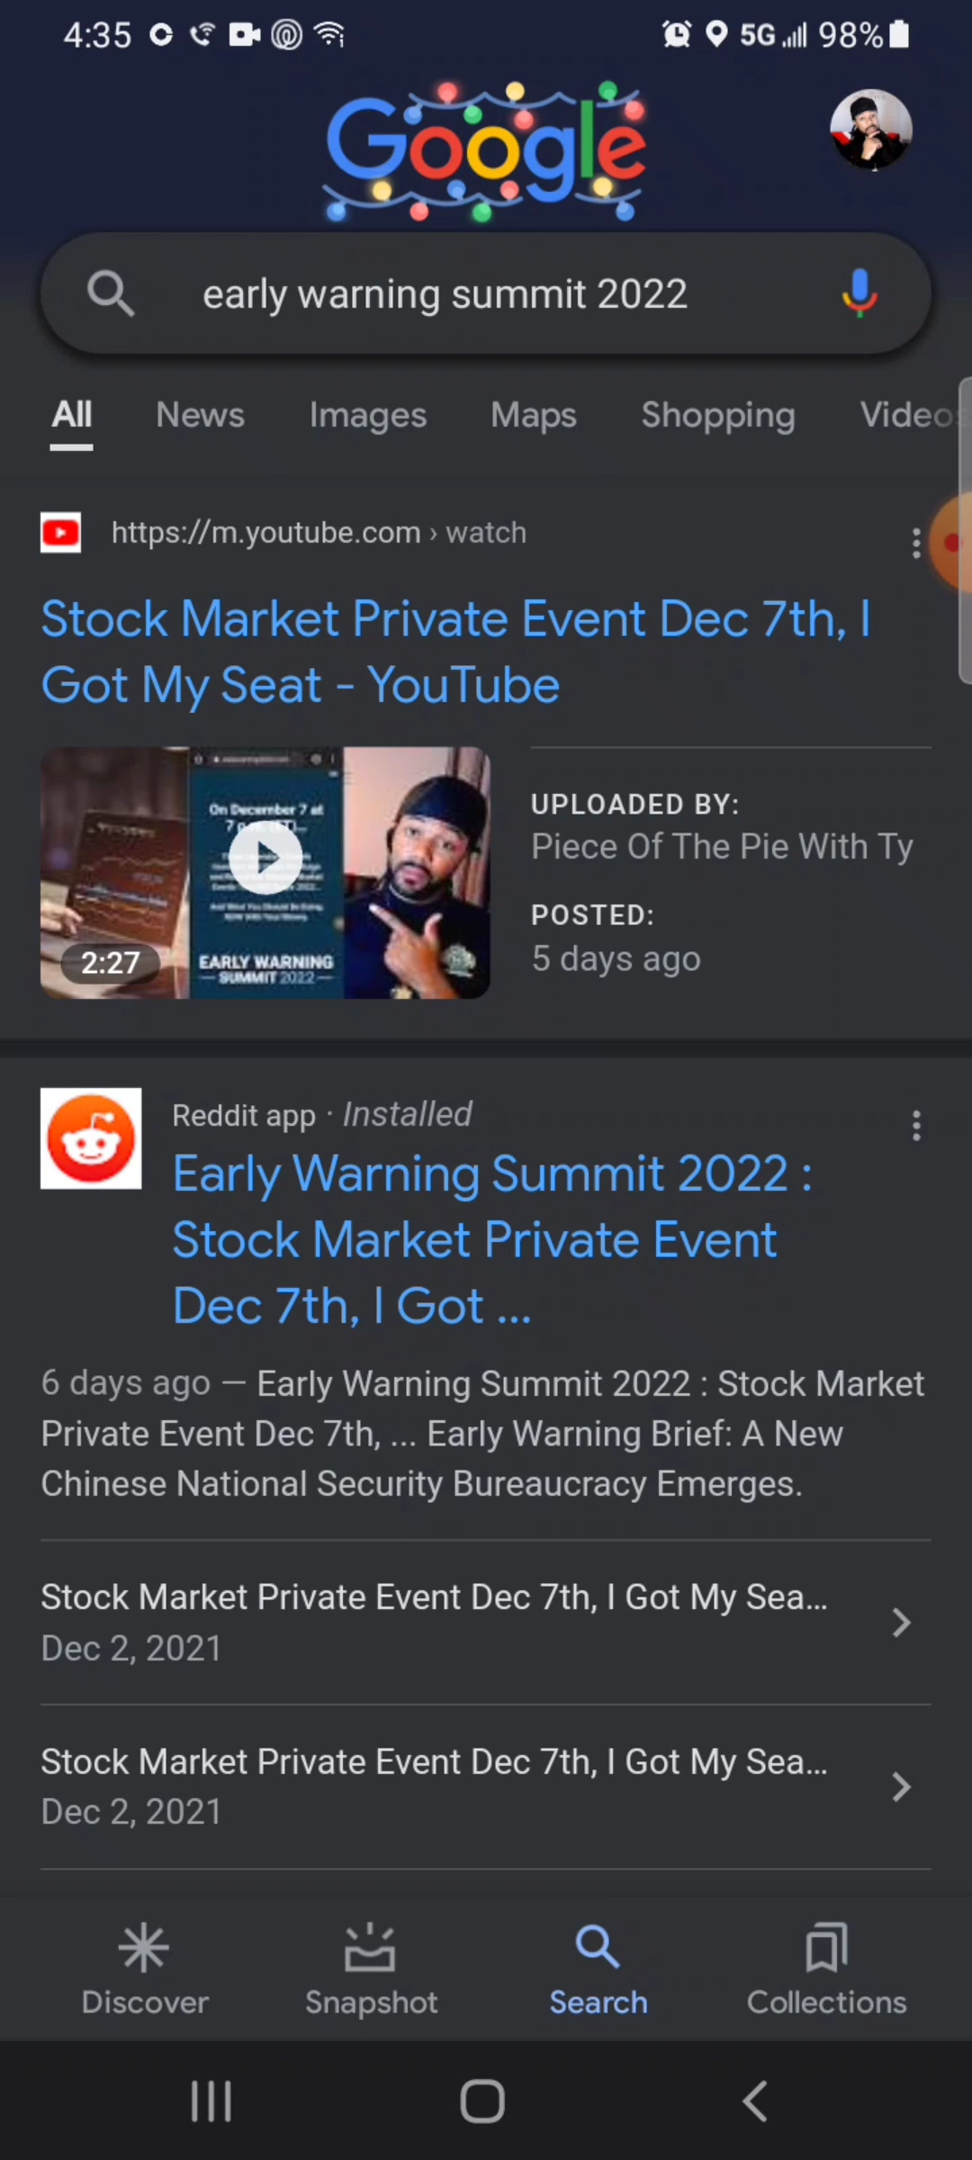 4:35
5G 98%
Google
early warning summit 2022
All News Images Maps Shopping Videos
https://m.youtube.com › watch
Stock Market Private Event Dec 7th, I
Got My Seat - YouTube
On December 7 at
EARLY WARNING
SUMMIT 2022
2:27
UPLOADED BY:
Piece Of The Pie With Ty
POSTED:
5 days ago
Reddit app · Installed
Early Warning Summit 2022 :
Stock Market Private Event
Dec 7th, I Got ...
6 days ago — Early Warning Summit 2022 : Stock Market
Private Event Dec 7th, ... Early Warning Brief: A New
Chinese National Security Bureaucracy Emerges.
Stock Market Private Event Dec 7th, I Got My Sea...
Dec 2, 2021
Stock Market Private Event Dec 7th, I Got My Sea...
Dec 2, 2021
Discover Snapshot Search Collections